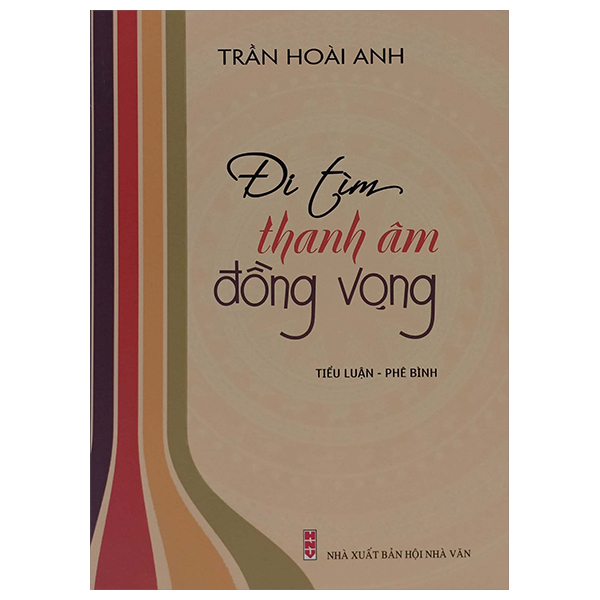 TRẦN HOÀI ANH
Đi tìm
thanh âm
đồng vọng
TIỂU LUẬN - PHÊ BÌNH
HNV
NHÀ XUẤT BẢN HỘI NHÀ VĂN